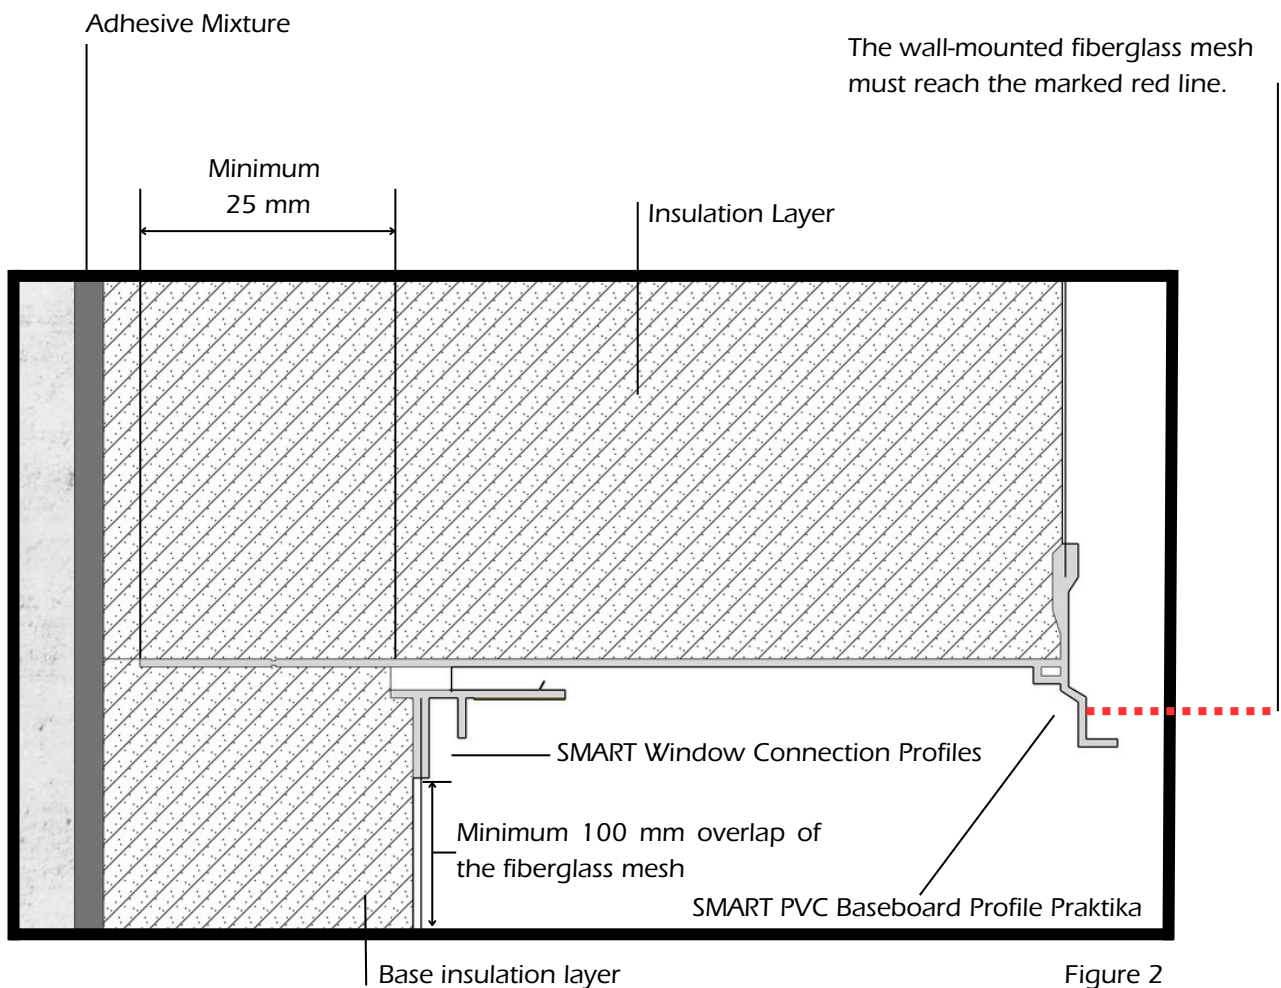 Adhesive Mixture
The wall-mounted fiberglass mesh
must reach the marked red line.
Minimum
25 mm
Insulation Layer
SMART Window Connection Profiles
Minimum 100 mm overlap of
the fiberglass mesh
SMART PVC Baseboard Profile Praktika
Base insulation layer
Figure 2